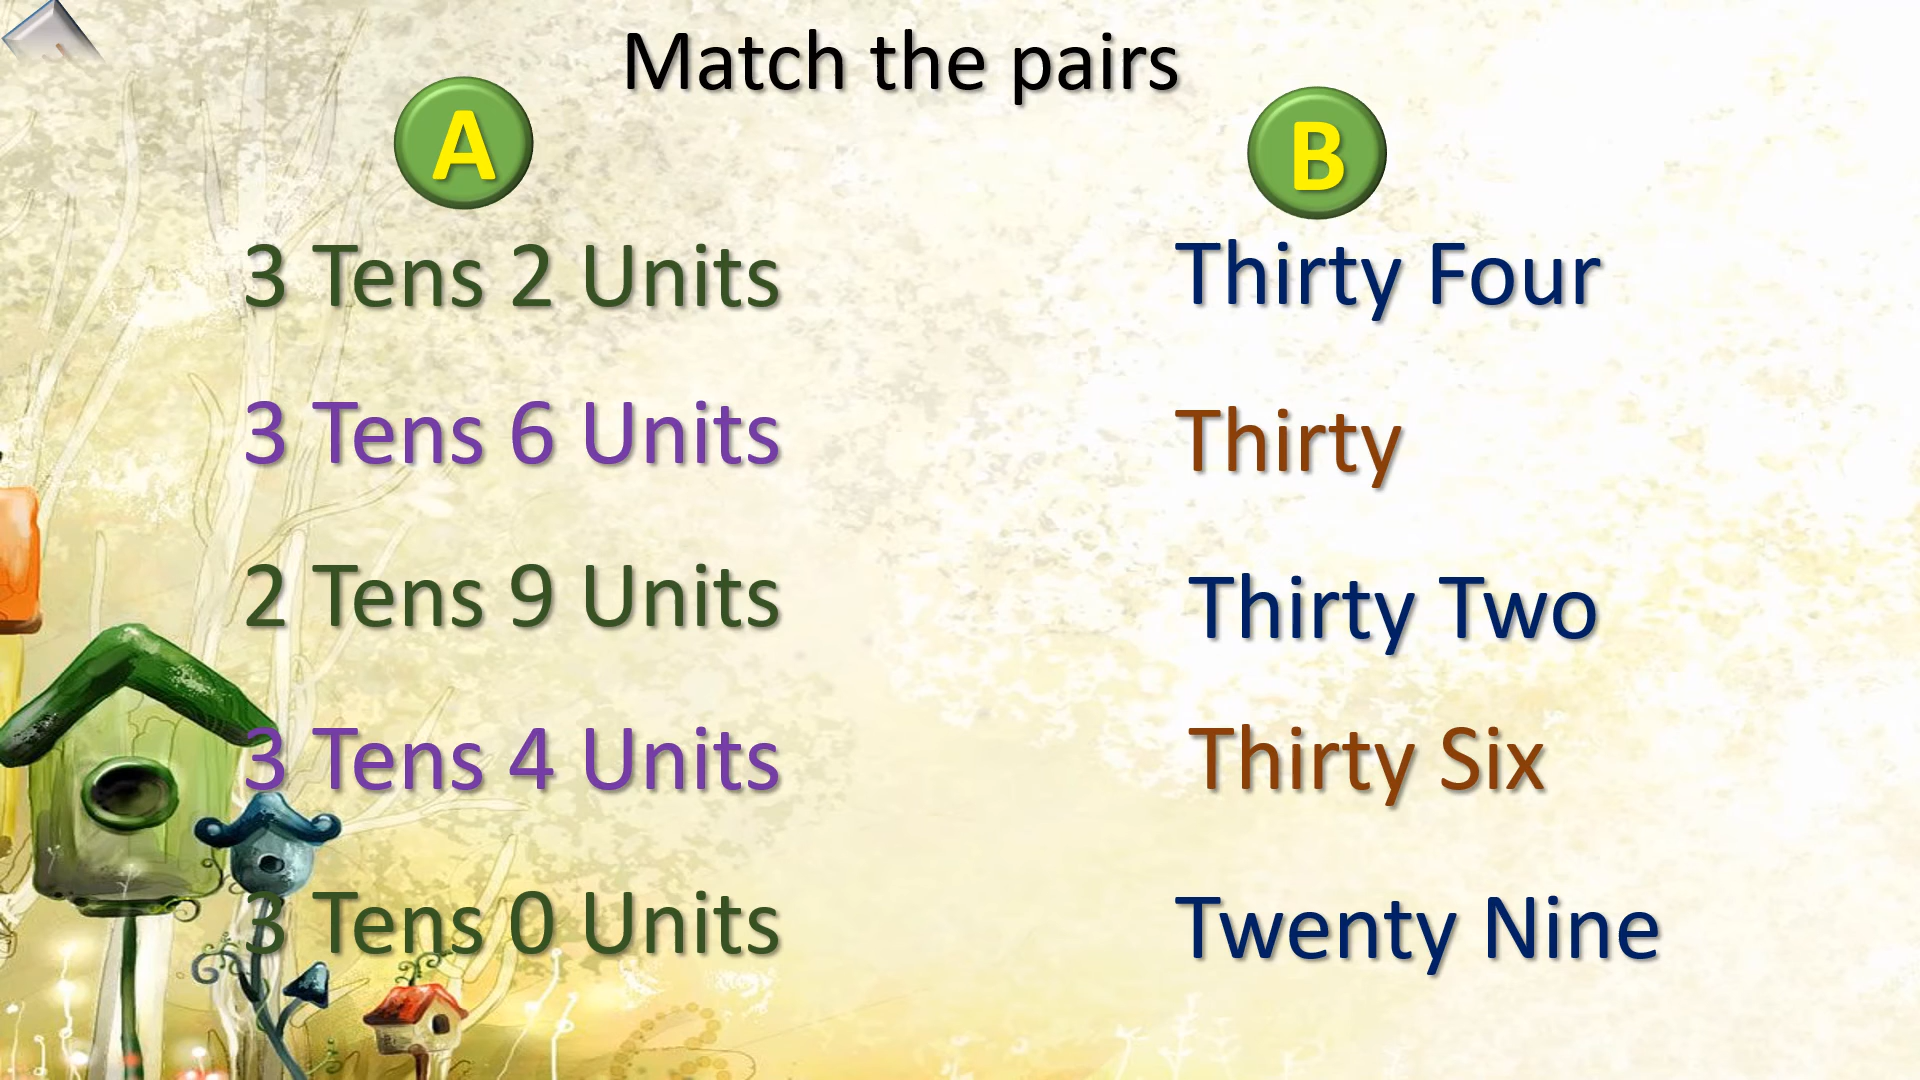 Match the pairs
A
B
3 Tens 2 Units
Thirty Four
3 Tens 6 Units
Thirty
2 Tens 9 Units
Thirty Two
3 Tens 4 Units
Thirty Six
3 Tens 0 Units
Twenty Nine